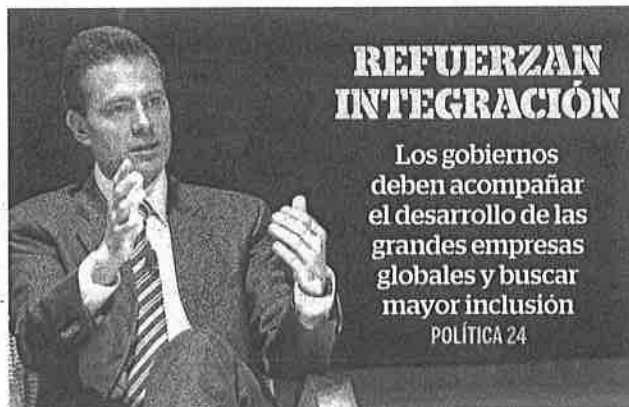 REFUERZAN
INTEGRACIÓN
Los gobiernos
deben acompañar
el desarrollo de las
grandes empresas
globales y buscar
mayor inclusión
POLÍTICA 24